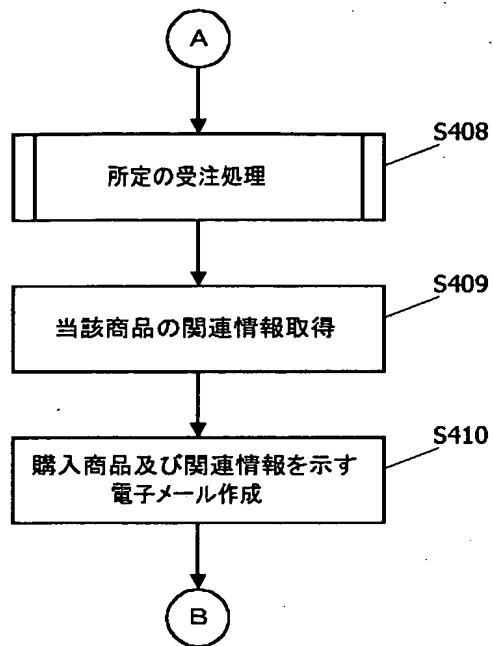 A
S408
所定の受注処理
S409
当該商品の関連情報取得
S410
購入商品及び関連情報を示す
電子メール作成
B